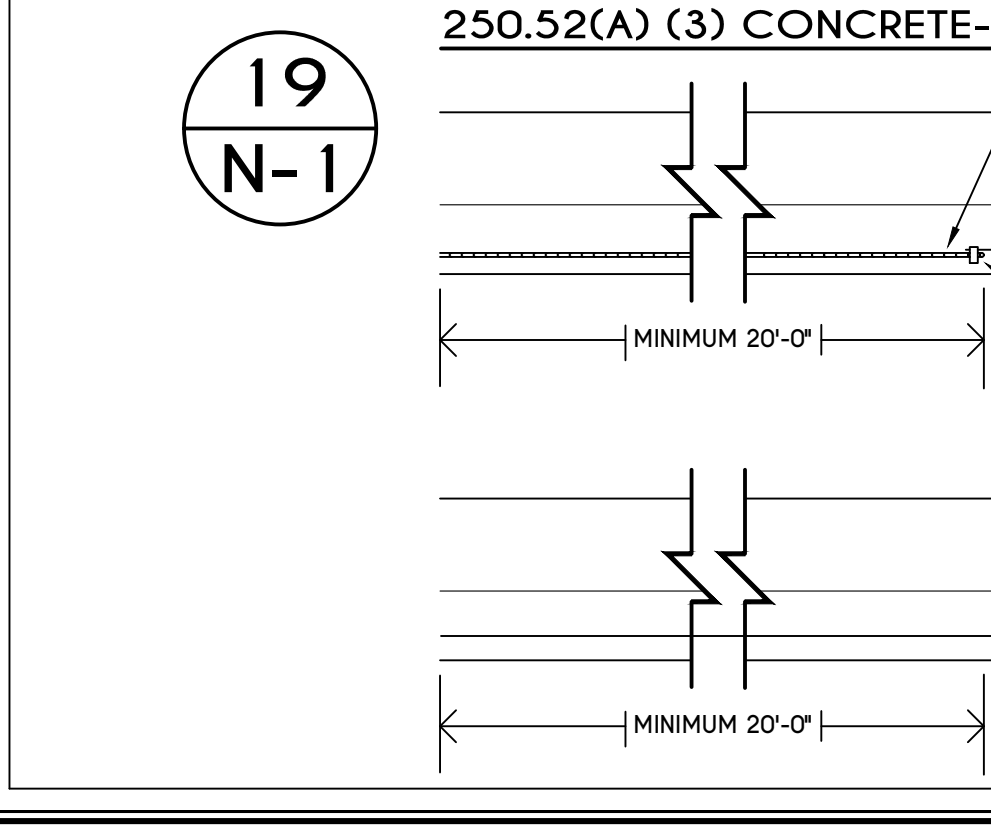 250.52(A) (3) CONCRETE-
19
N-1
MINIMUM 20'-0"
MINIMUM 20'-0"